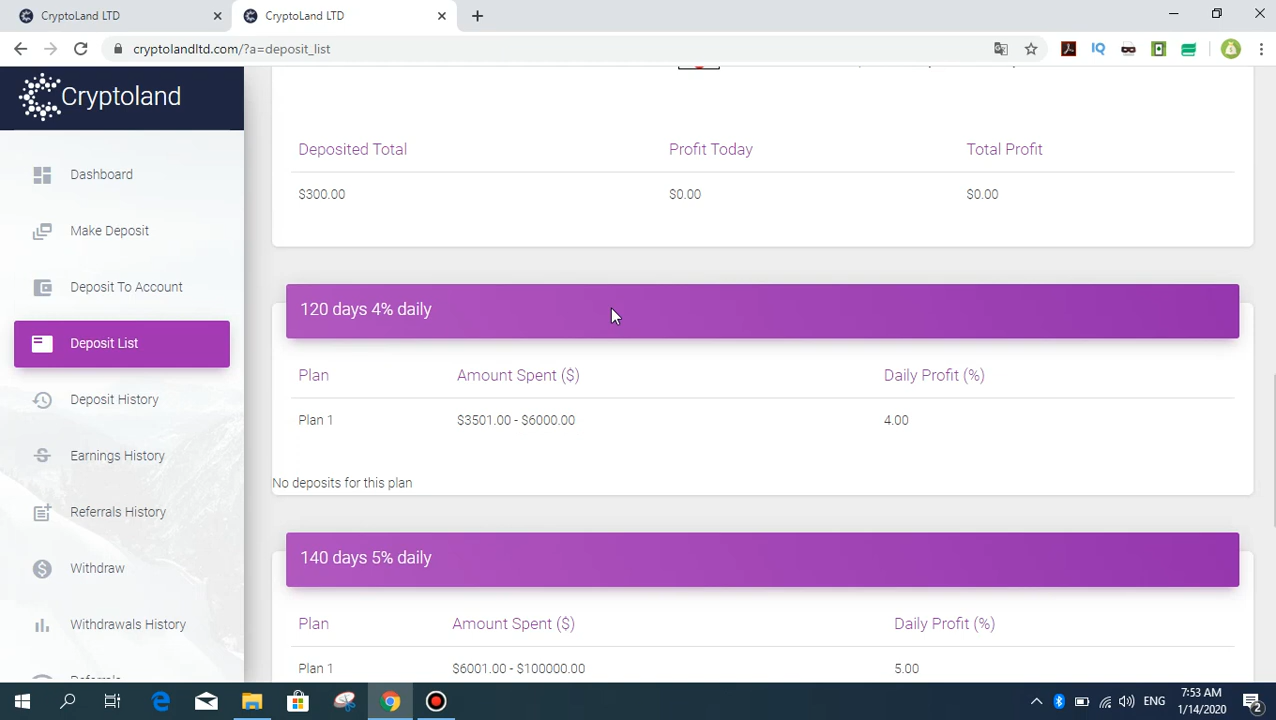 CryptoLand LTD
CryptoLand LTD
cryptolandltd.com/?a=deposit_list
IQ
Cryptoland
Dashboard
Make Deposit
Deposit To Account
Deposit List
Deposit History
Earnings History
Referrals History
Withdraw
Withdrawals History
Deposited Total Profit Today Total Profit
$300.00 $0.00 $0.00
120 days 4% daily
Plan Amount Spent ($) Daily Profit (%)
Plan 1 $3501.00 - $6000.00 4.00
No deposits for this plan
140 days 5% daily
Plan Amount Spent ($) Daily Profit (%)
Plan 1 $6001.00 - $100000.00 5.00
ENG
7:53 AM
1/14/2020
2